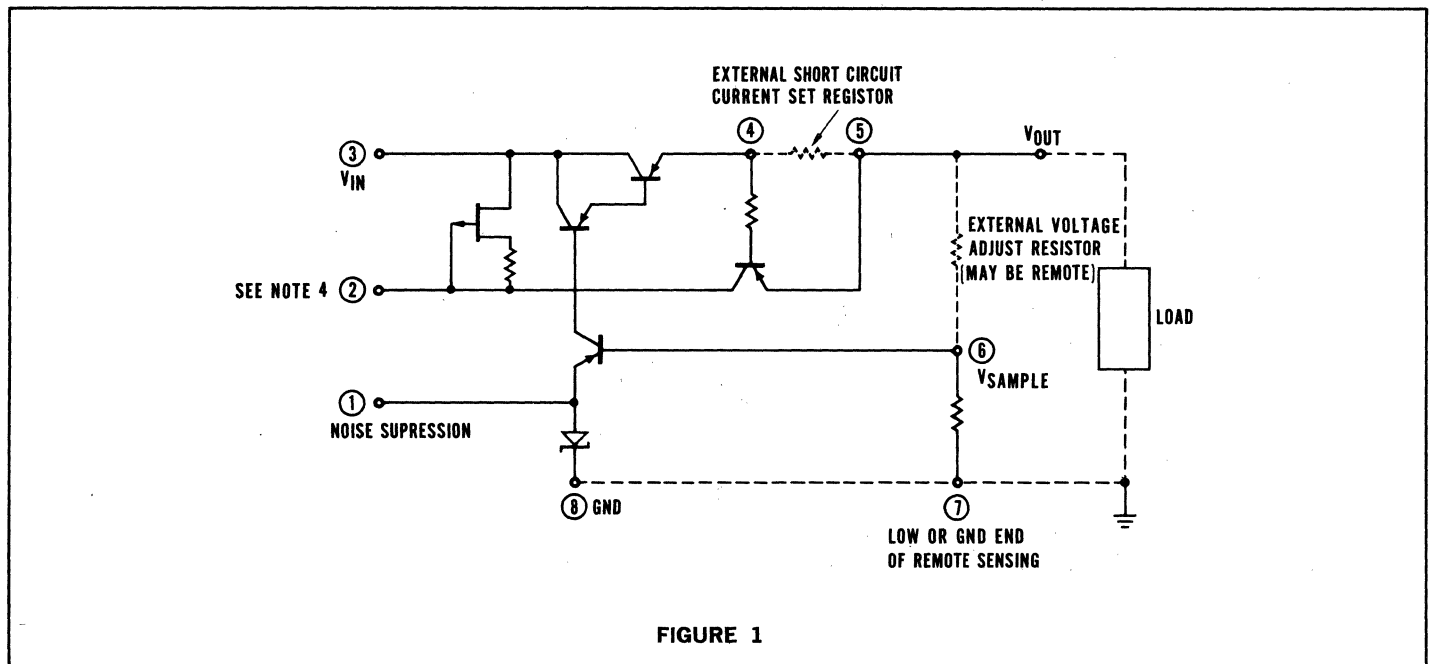 EXTERNAL SHORT CIRCUIT
CURRENT SET REGISTOR
④
⑤
VOUT
③
VIN
EXTERNAL VOLTAGE
ADJUST RESISTOR
(MAY BE REMOTE)
SEE NOTE 4 ②
LOAD
⑥
VSAMPLE
①
NOISE SUPRESSION
⑧ GND
⑦
LOW OR GND END
OF REMOTE SENSING
FIGURE 1